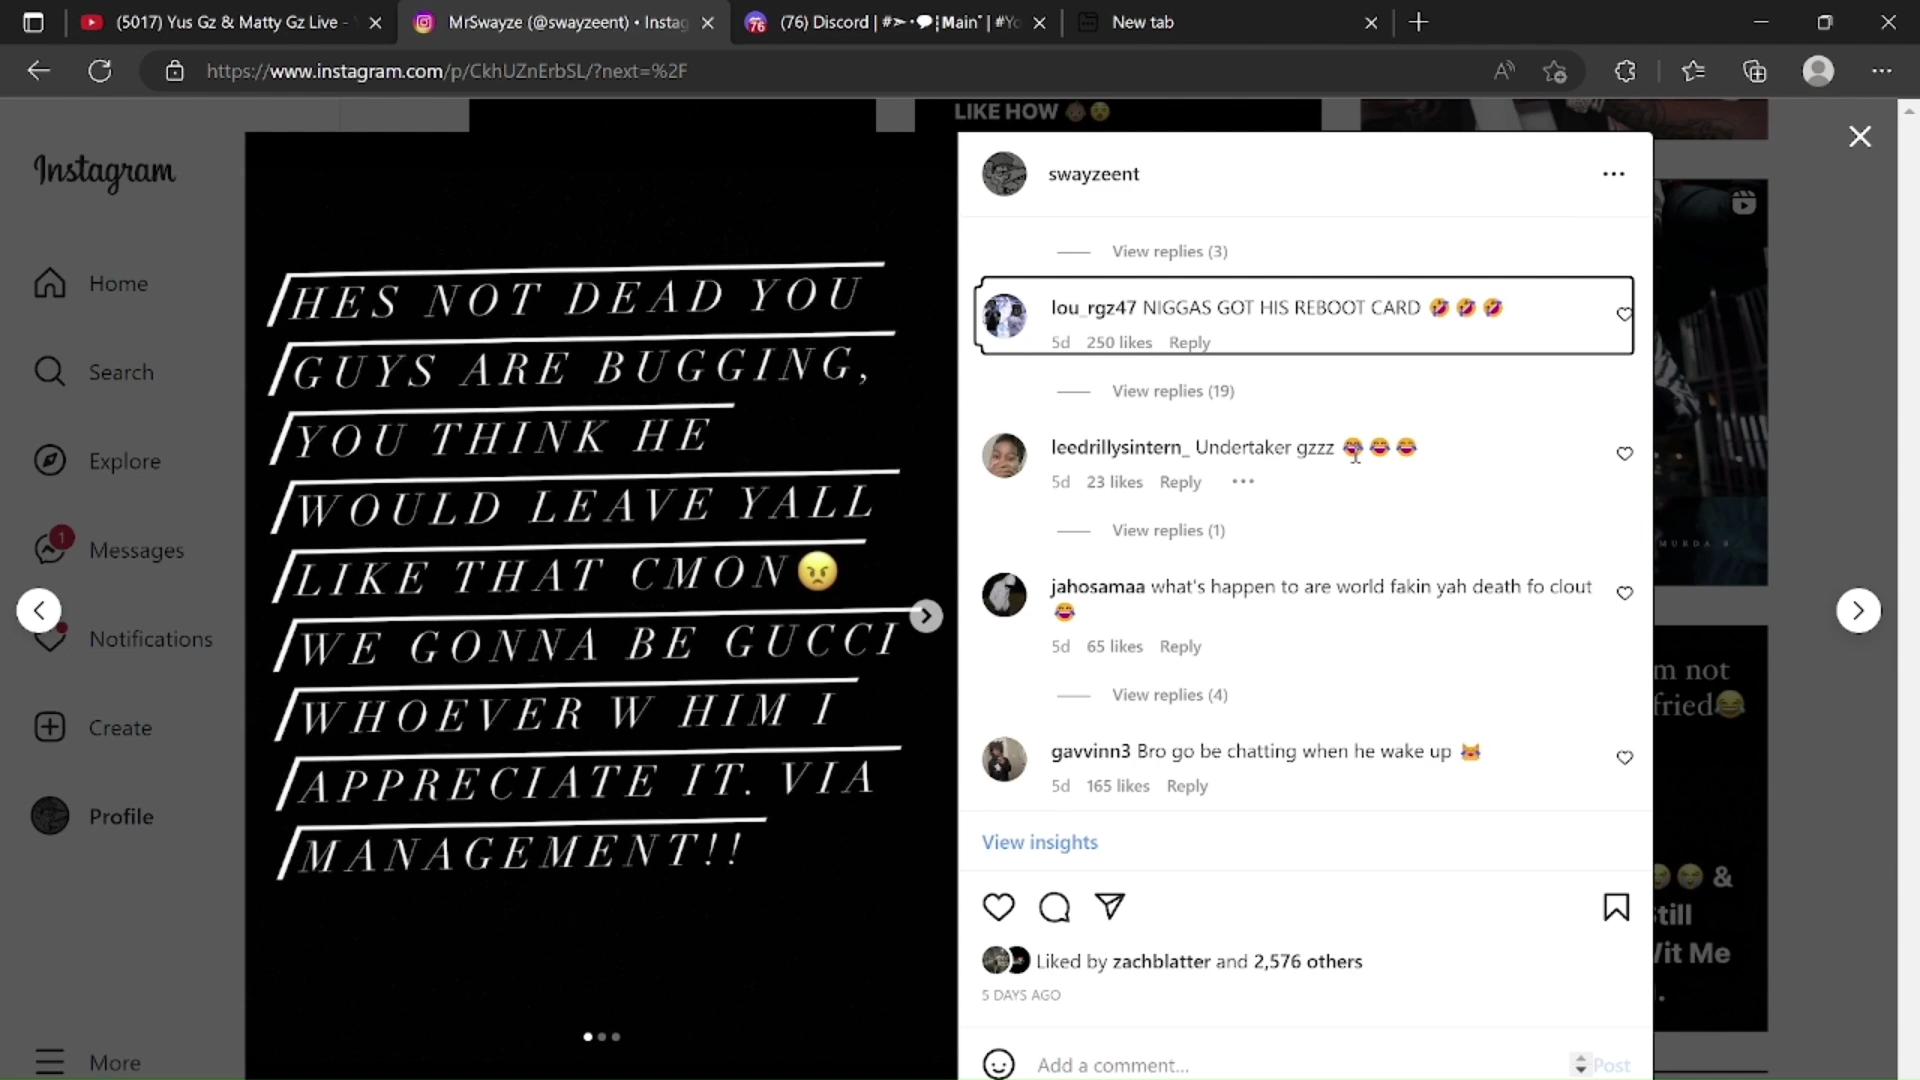 (5017) Yus Gz & Matty Gz Live -
MrSwayze (@swayzeent) • Instag
76
(76) Discord | #➣・💬┆Main
New tab
https://www.instagram.com/p/CkhUZnErbSL/?next=%2F
LIKE HOW
Instagram
Home
Search
Explore
1
Messages
Notifications
Create
Profile
More
HES NOT DEAD YOU
GUYS ARE BUGGING,
YOU THINK HE
WOULD LEAVE YALL
LIKE THAT CMON😠
WE GONNA BE GUCCI
WHOEVER W HIM I
APPRECIATE IT. VIA
MANAGEMENT!!
swayzeent
View replies (3)
lou_rgz47 NIGGAS GOT HIS REBOOT CARD 🤣🤣🤣
5d 250 likes Reply
View replies (19)
leedrillysintern_ Undertaker gzzz 😂😂😂
5d 23 likes Reply
View replies (1)
jahosamaa what's happen to are world fakin yah death fo clout
😂
5d 65 likes Reply
View replies (4)
gavvinn3 Bro go be chatting when he wake up 😹
5d 165 likes Reply
View insights
Liked by zachblatter and 2,576 others
5 DAYS AGO
Add a comment...
Post
MURDA B
m not
fried😂
&
till
Wit Me